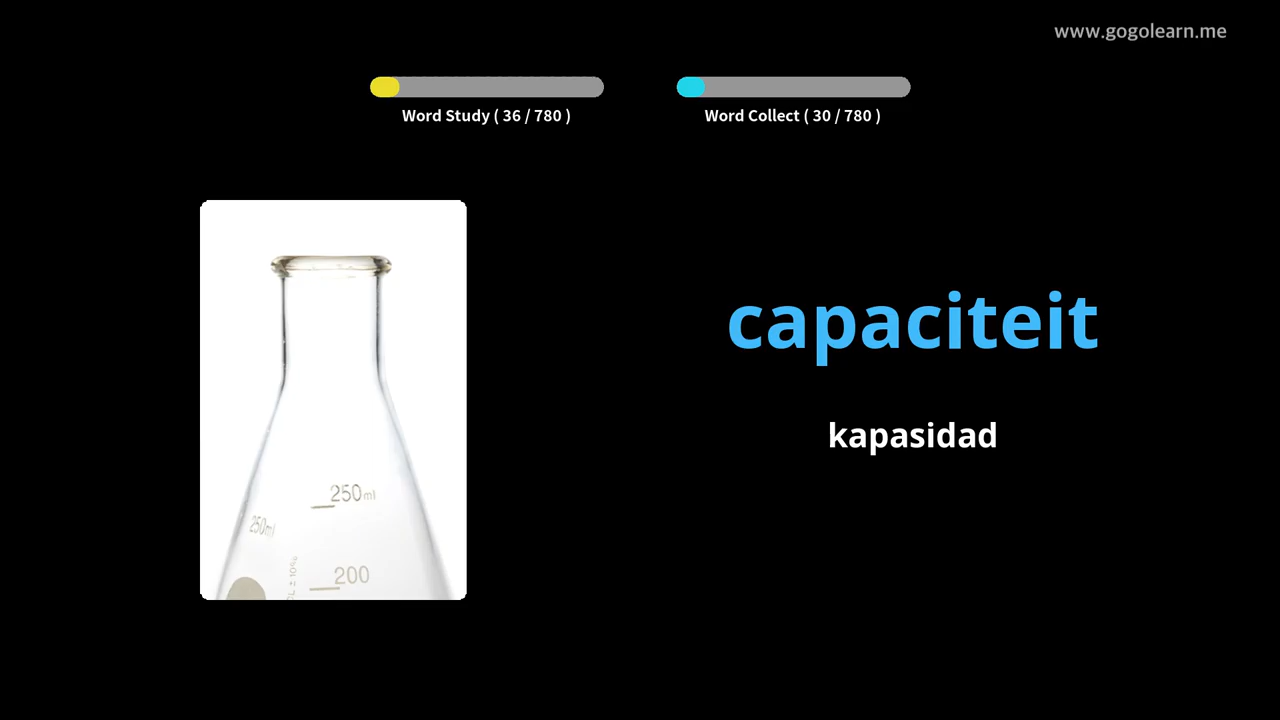 www.gogolearn.me
Word Study ( 36 / 780 )
Word Collect ( 30 / 780 )
capaciteit
kapasidad
250ml
250ml
200